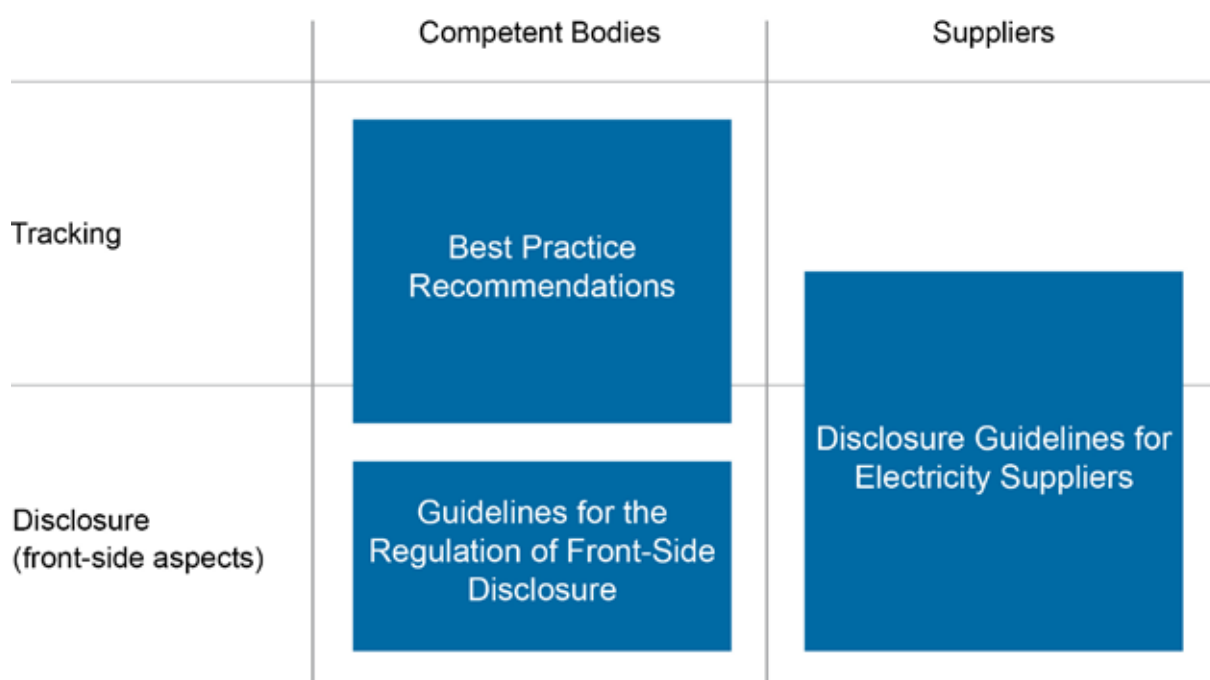 Competent Bodies
Suppliers
Tracking
Best Practice
Recommendations
Disclosure Guidelines for
Electricity Suppliers
Disclosure
(front-side aspects)
Guidelines for the
Regulation of Front-Side
Disclosure